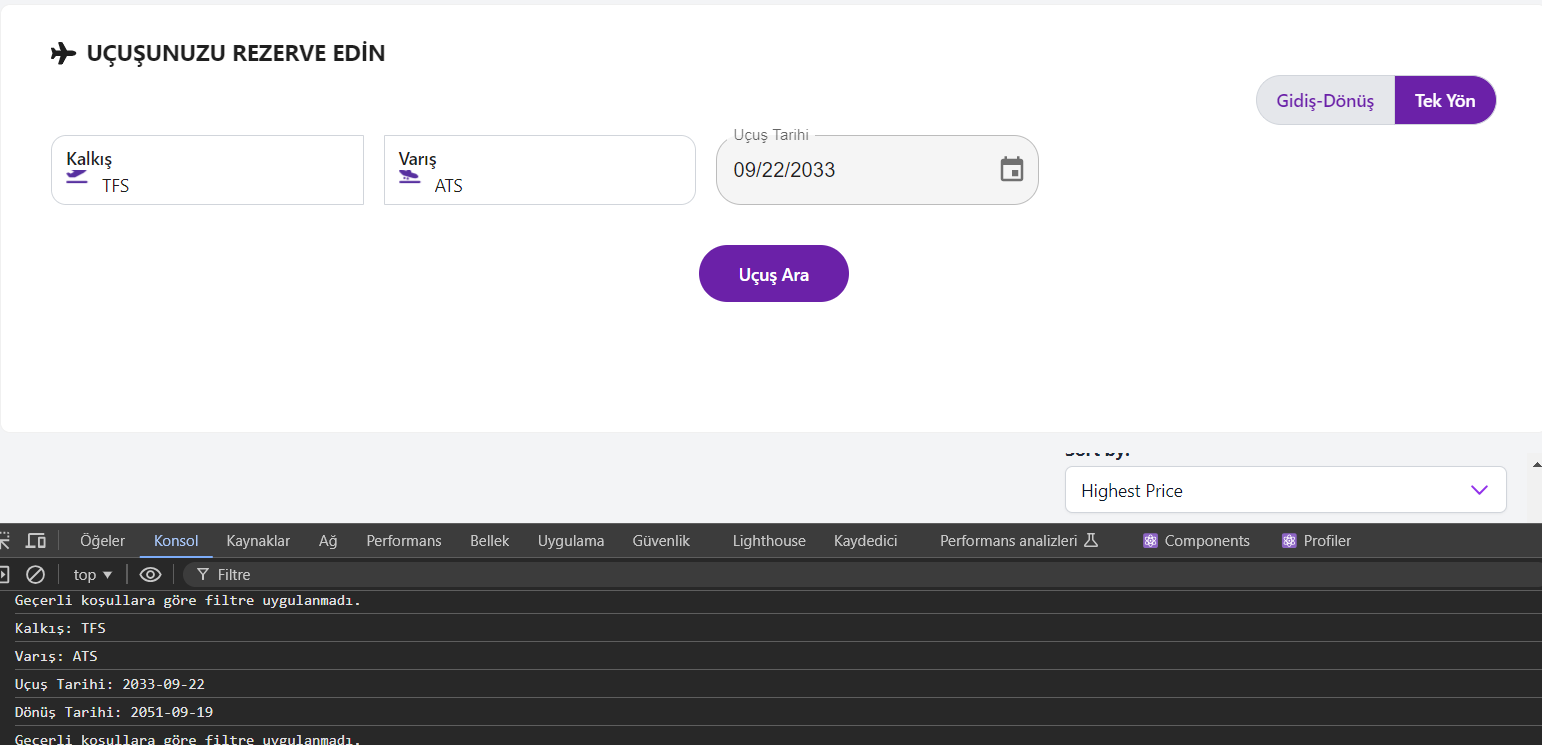 UÇUŞUNUZU REZERVE EDİN
Gidiş-Dönüş Tek Yön
Kalkış
TFS
Varış
ATS
Uçuş Tarihi
09/22/2033
Uçuş Ara
Sort by:
Highest Price
Öğeler Konsol Kaynaklar Ağ Performans Bellek Uygulama Güvenlik Lighthouse Kaydedici Performans analizleri Components Profiler
top Filtre
Geçerli koşullara göre filtre uygulanmadı.
Kalkış: TFS
Varış: ATS
Uçuş Tarihi: 2033-09-22
Dönüş Tarihi: 2051-09-19
Geçerli koşullara göre filtre uygulanmadı.